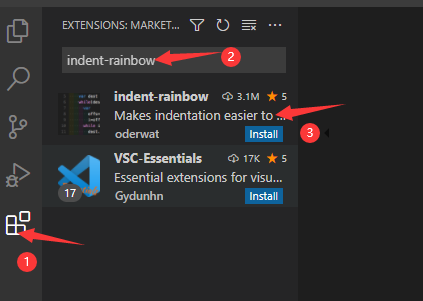 EXTENSIONS: MARKET...
indent-rainbow
2
indent-rainbow 3.1M 5
Makes indentation easier to ...
oderwat Install
3
VSC-Essentials 17K 5
17
Essential extensions for visu...
Gydunhn Install
1